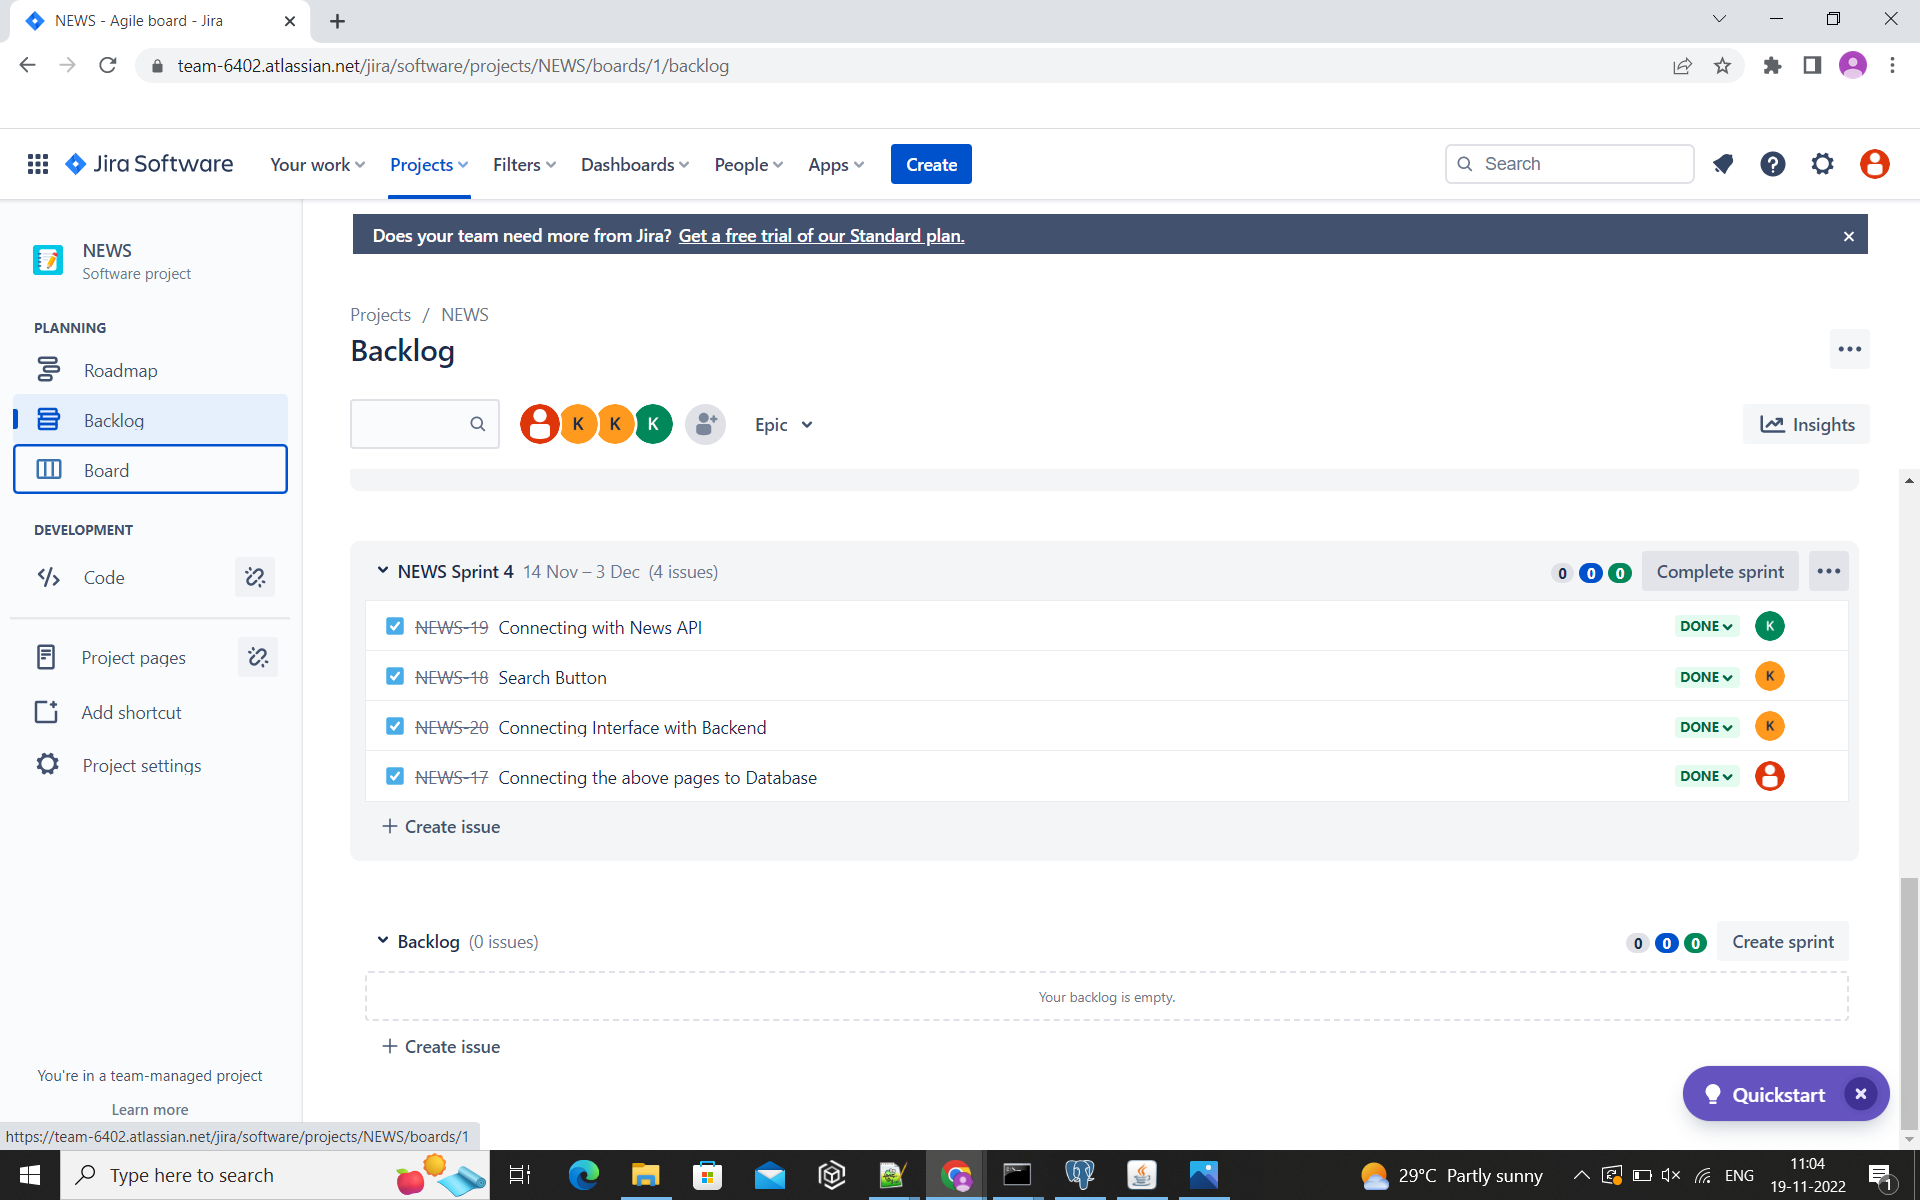 NEWS - Agile board - Jira
team-6402.atlassian.net/jira/software/projects/NEWS/boards/1/backlog
Jira Software
Your work
Projects
Filters
Dashboards
People
Apps
Create
Search
Does your team need more from Jira? Get a free trial of our Standard plan.
NEWS
Software project
PLANNING
Roadmap
Backlog
Board
DEVELOPMENT
Code
Project pages
Add shortcut
Project settings
You're in a team-managed project
Learn more
Projects / NEWS
Backlog
K K K
Epic
Insights
NEWS Sprint 4 14 Nov – 3 Dec (4 issues)
0 0 0
Complete sprint
NEWS-19 Connecting with News API DONE K
NEWS-18 Search Button DONE K
NEWS-20 Connecting Interface with Backend DONE K
NEWS-17 Connecting the above pages to Database DONE
+ Create issue
Backlog (0 issues)
0 0 0
Create sprint
Your backlog is empty.
+ Create issue
Quickstart
https://team-6402.atlassian.net/jira/software/projects/NEWS/boards/1
Type here to search
29°C Partly sunny
ENG
11:04
19-11-2022
1